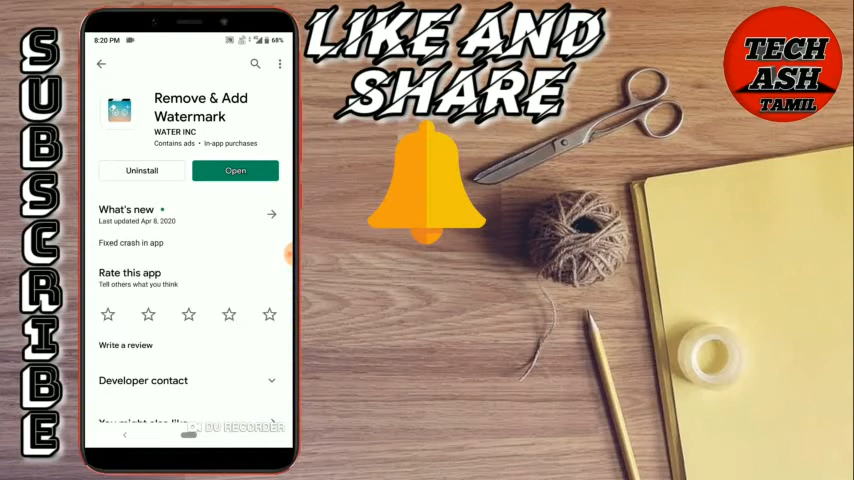 SUBSCRIBE
8:20 PM
68%
Remove & Add
Watermark
WATER INC
Contains ads • In-app purchases
Uninstall
Open
What's new
Last updated Apr 8, 2020
Fixed crash in app
Rate this app
Tell others what you think
Write a review
Developer contact
You might also like
DU RECORDER
LIKE AND
SHARE
TECH
ASH
TAMIL